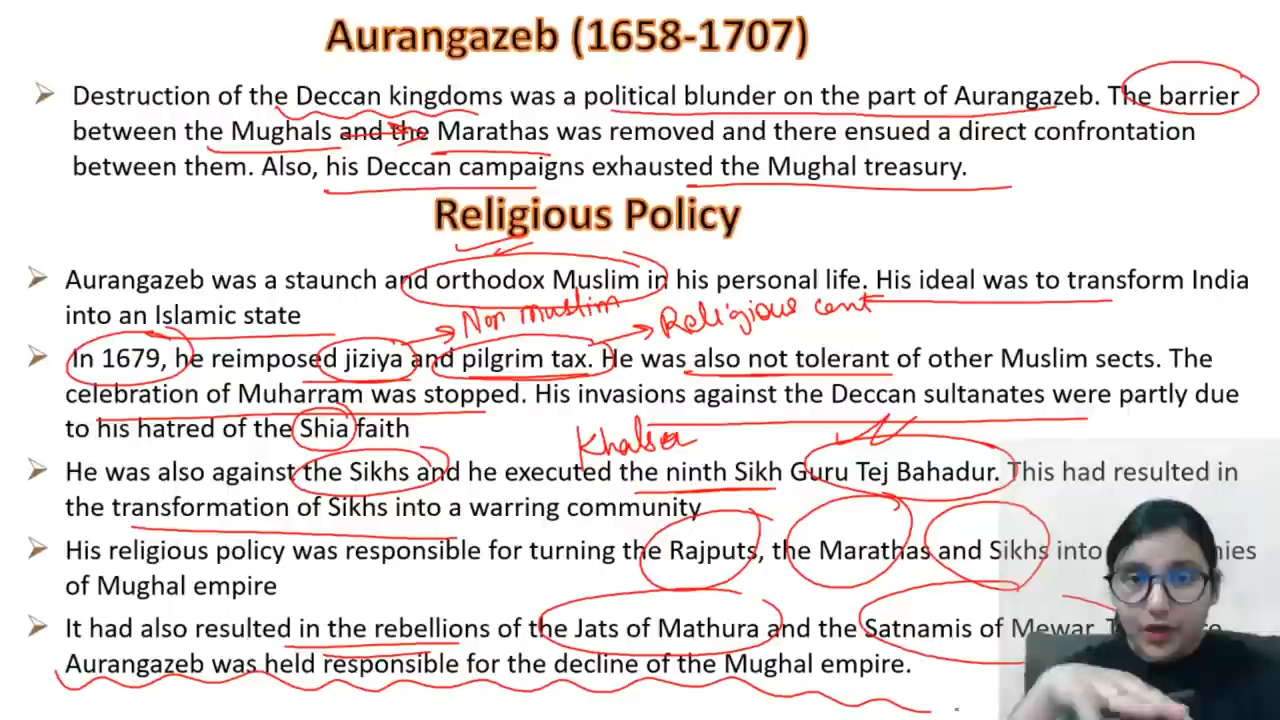 Aurangazeb (1658-1707)
Destruction of the Deccan kingdoms was a political blunder on the part of Aurangazeb. The barrier
between the Mughals and the Marathas was removed and there ensued a direct confrontation
between them. Also, his Deccan campaigns exhausted the Mughal treasury.
Religious Policy
Aurangazeb was a staunch and orthodox Muslim in his personal life. His ideal was to transform India
into an Islamic state
Non muslim
Religious cent
In 1679, he reimposed jiziya and pilgrim tax. He was also not tolerant of other Muslim sects. The
celebration of Muharram was stopped. His invasions against the Deccan sultanates were partly due
to his hatred of the Shia faith
Khalsa
He was also against the Sikhs and he executed the ninth Sikh Guru Tej Bahadur. This had resulted in
the transformation of Sikhs into a warring community
His religious policy was responsible for turning the Rajputs, the Marathas and Sikhs into
of Mughal empire
It had also resulted in the rebellions of the Jats of Mathura and the Satnamis of Mewar.
Aurangazeb was held responsible for the decline of the Mughal empire.